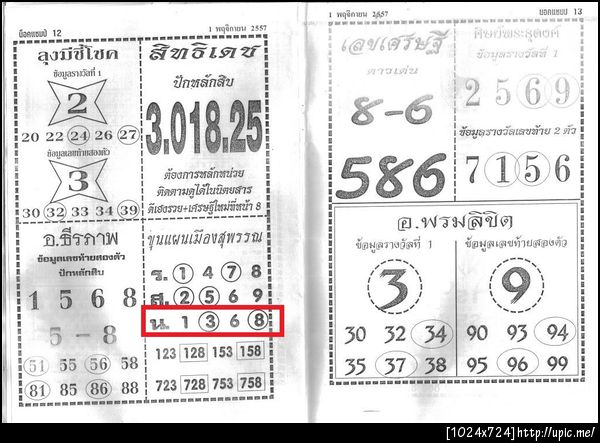 บ๊อคแชมป์ 12
1 พฤศจิกายน 2557
ลุงมีชี้โชค
ข้อมูลรางวัลที่ 1
2
20 22 24 26 27
ข้อมูลเลขท้ายสองตัว
3
30 32 33 34 39
สิทธิเดช
ปักหลักสิบ
3.018.25
ต้องการหลักหน่วย
ติดตามดูได้ในนิตยสาร
ดีเฮงรวย+เศรษฐีใหม่ที่หน้า 8
อ.ธีรภาพ
ข้อมูลเลขท้ายสองตัว
ปักหลักสิบ
1 5 6 8
5 - 8
51 55 56 58
81 85 86 88
ขุนแผนเมืองสุพรรณ
ร. 1 4 7 8
ส. 2 5 6 9
น. 1 3 6 8
123 128 153 158
723 728 753 758
1 พฤศจิกายน 2557
บ๊อคแชมป์ 13
เลขเศรษฐี
ดาวเด่น
8-6
586
ศิษย์พระธุดงค์
ข้อมูลรางวัลที่ 1
2 5 6 9
ข้อมูลรางวัลเลขท้าย 2 ตัว
7 1 5 6
อ.พรมลิขิต
ข้อมูลรางวัลที่ 1
3
30 32 34
35 37 38
ข้อมูลเลขท้ายสองตัว
9
93 92 94
95 96 99
[1024x724]http://upic.me/